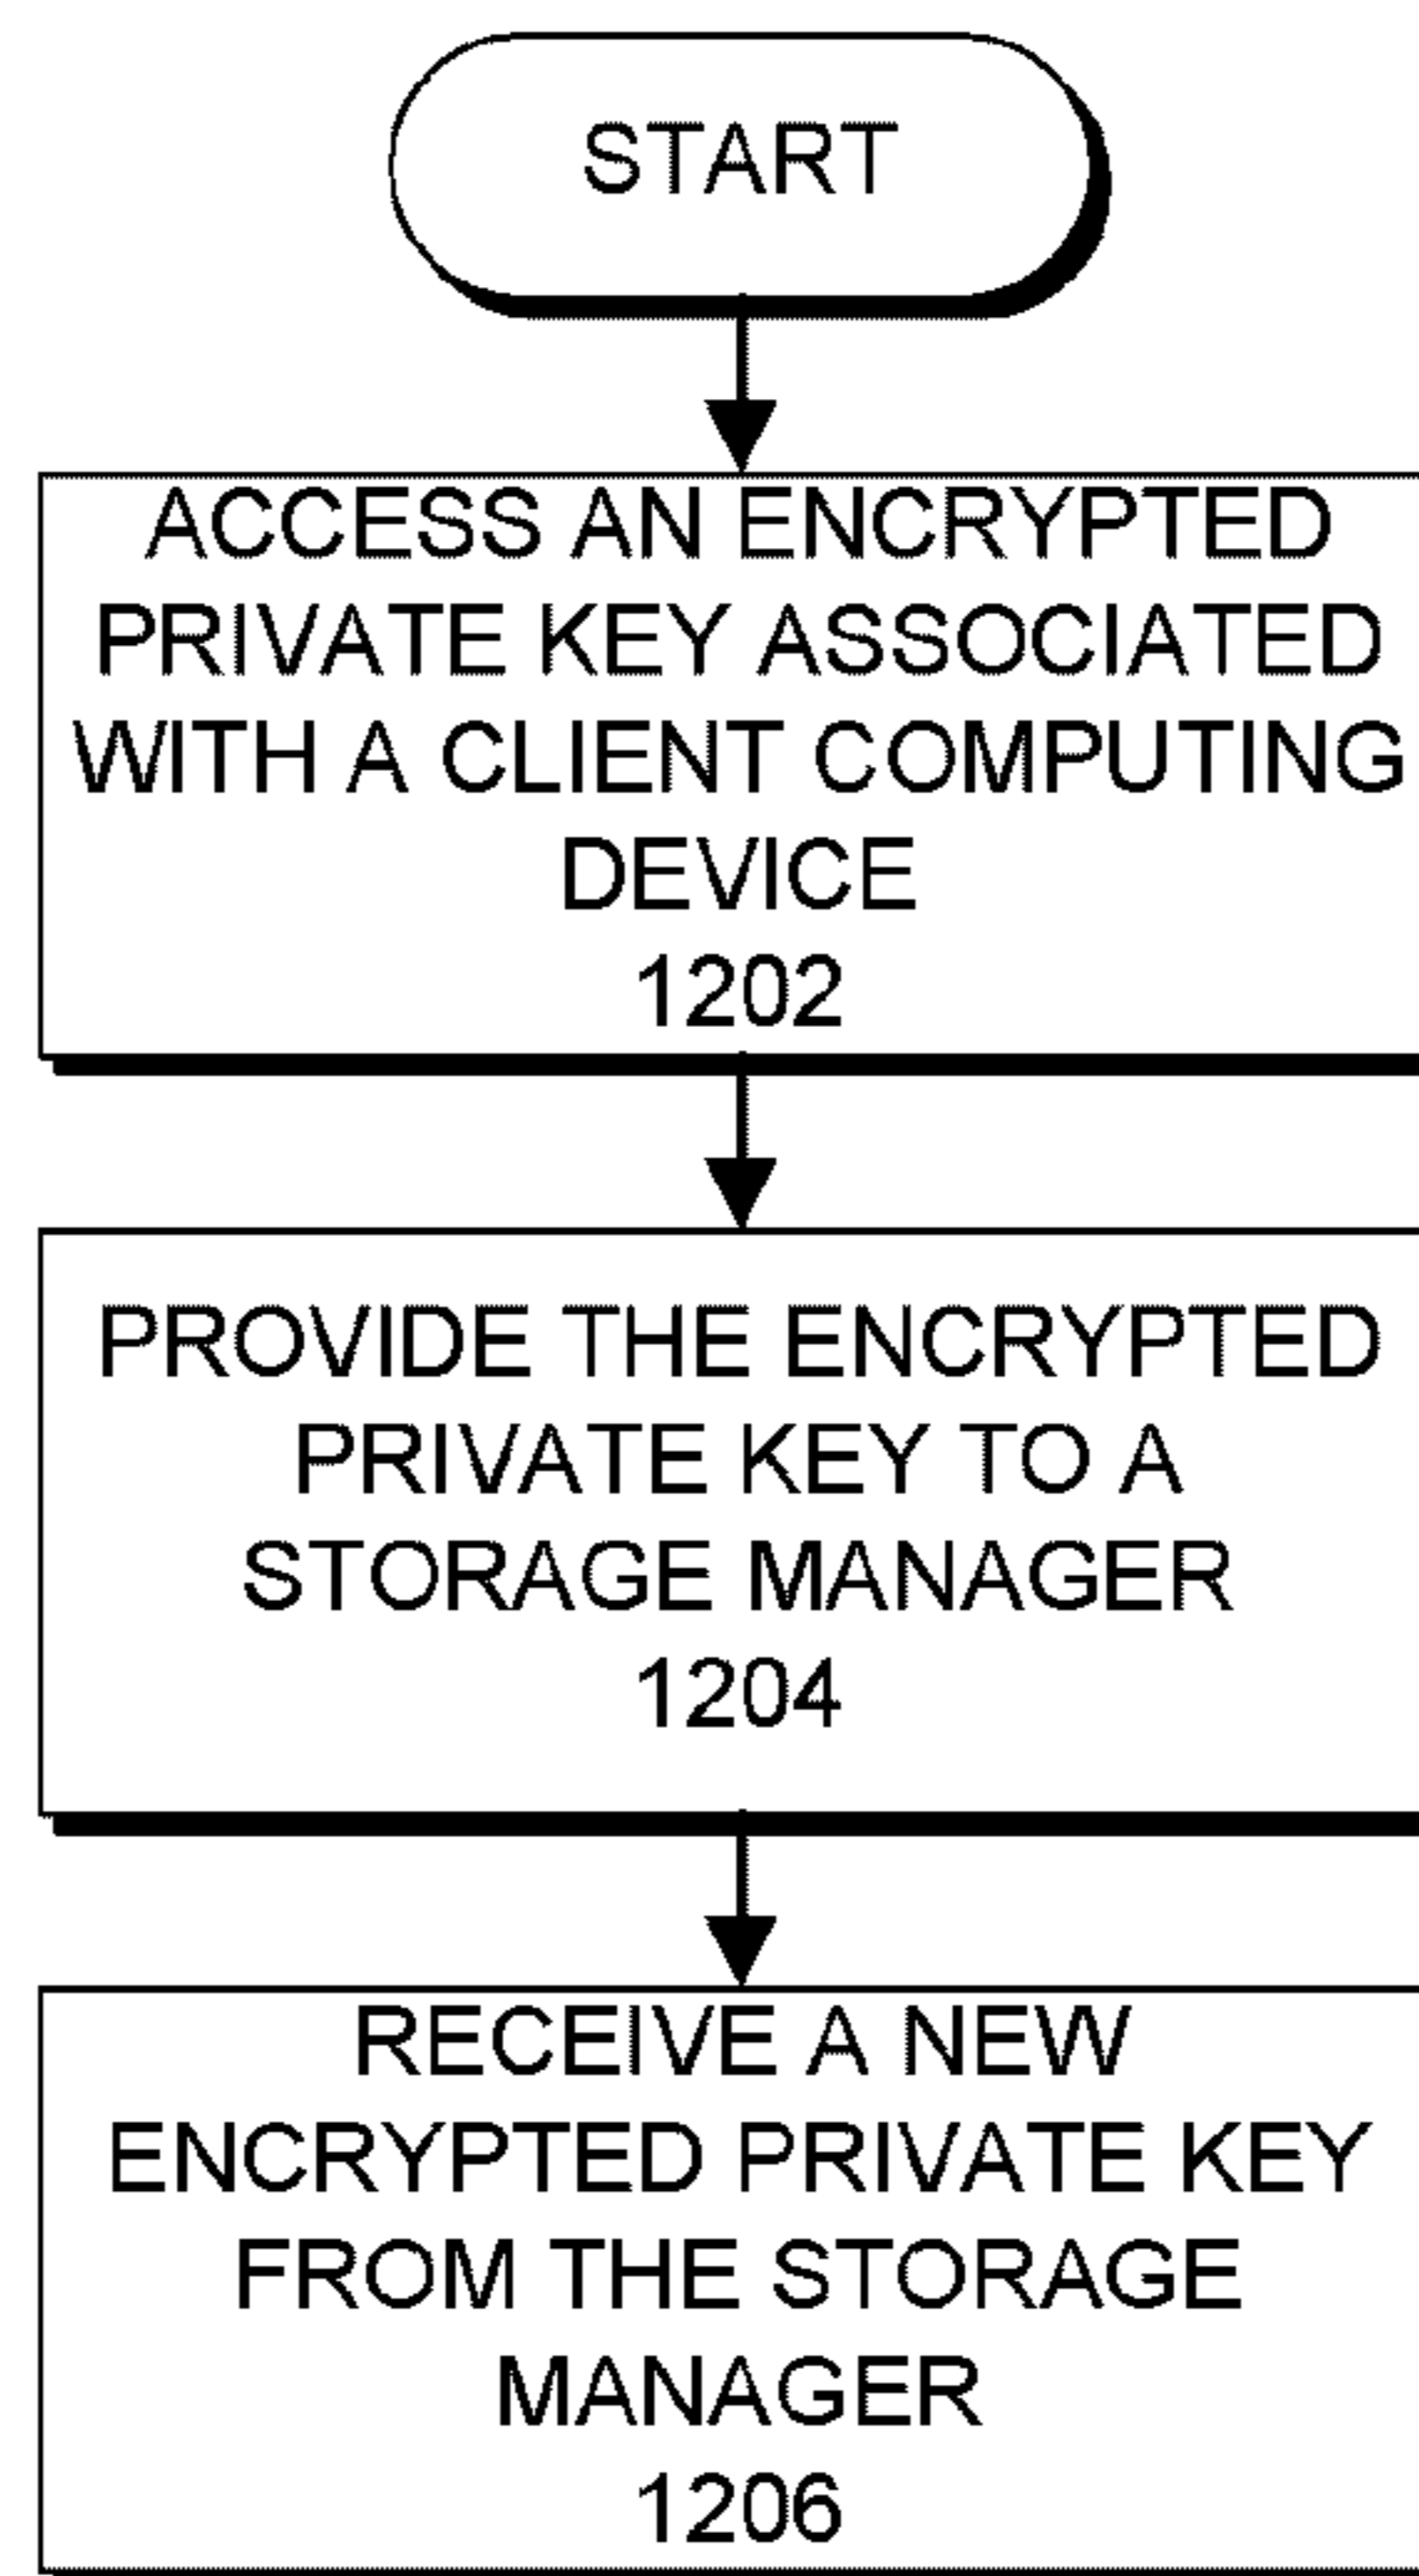 START
ACCESS AN ENCRYPTED
PRIVATE KEY ASSOCIATED
WITH A CLIENT COMPUTING
DEVICE
1202
PROVIDE THE ENCRYPTED
PRIVATE KEY TO A
STORAGE MANAGER
1204
RECEIVE A NEW
ENCRYPTED PRIVATE KEY
FROM THE STORAGE
MANAGER
1206